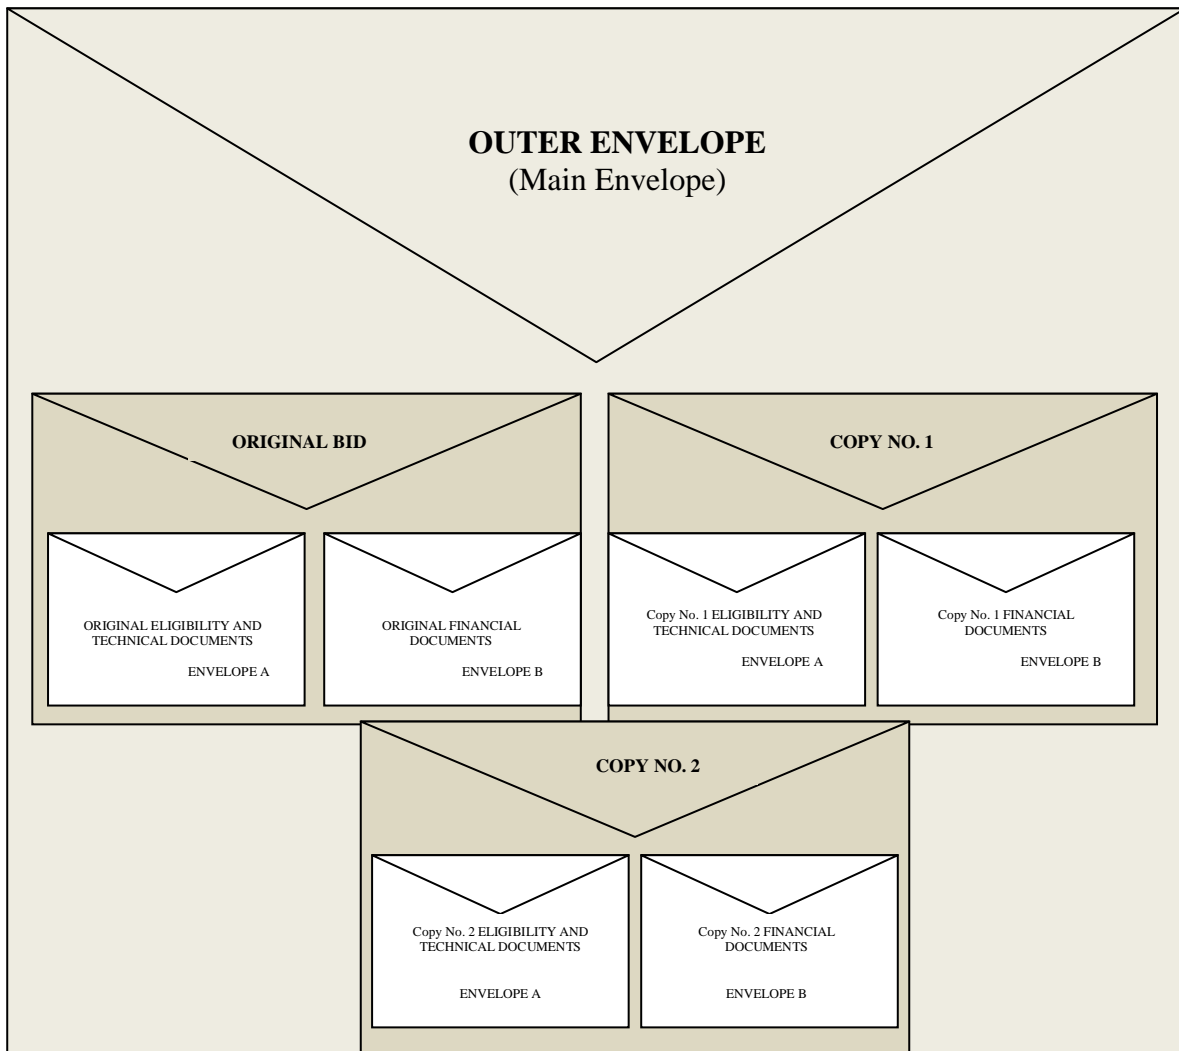 OUTER ENVELOPE
(Main Envelope)
ORIGINAL BID
COPY NO. 1
ORIGINAL ELIGIBILITY AND
TECHNICAL DOCUMENTS
ENVELOPE A
ORIGINAL FINANCIAL
DOCUMENTS
ENVELOPE B
Copy No. 1 ELIGIBILITY AND
TECHNICAL DOCUMENTS
ENVELOPE A
Copy No. 1 FINANCIAL
DOCUMENTS
ENVELOPE B
COPY NO. 2
Copy No. 2 ELIGIBILITY AND
TECHNICAL DOCUMENTS
ENVELOPE A
Copy No. 2 FINANCIAL
DOCUMENTS
ENVELOPE B